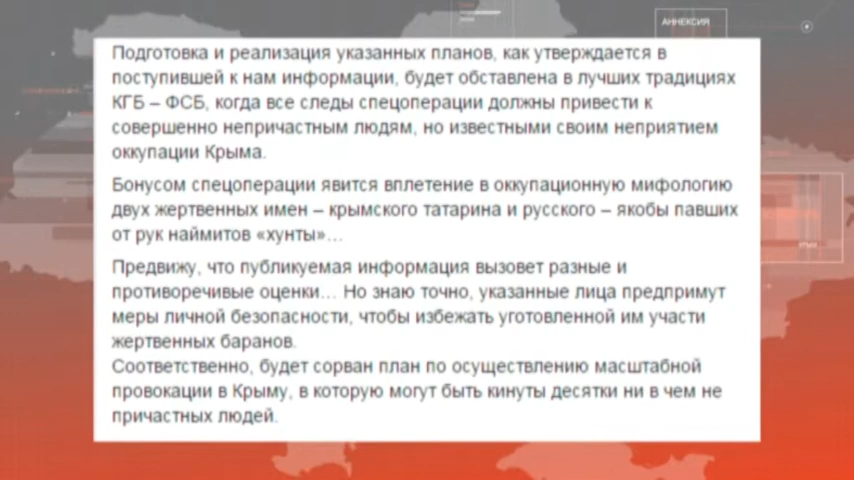 АННЕКСИЯ
Подготовка и реализация указанных планов, как утверждается в
поступившей к нам информации, будет обставлена в лучших традициях
КГБ – ФСБ, когда все следы спецоперации должны привести к
совершенно непричастным людям, но известными своим неприятием
оккупации Крыма.
Бонусом спецоперации явится вплетение в оккупационную мифологию
двух жертвенных имен – крымского татарина и русского – якобы павших
от рук наймитов «хунты»...
Предвижу, что публикуемая информация вызовет разные и
противоречивые оценки... Но знаю точно, указанные лица предпримут
меры личной безопасности, чтобы избежать уготовленной им участи
жертвенных баранов.
Соответственно, будет сорван план по осуществлению масштабной
провокации в Крыму, в которую могут быть кинуты десятки ни в чем не
причастных людей.